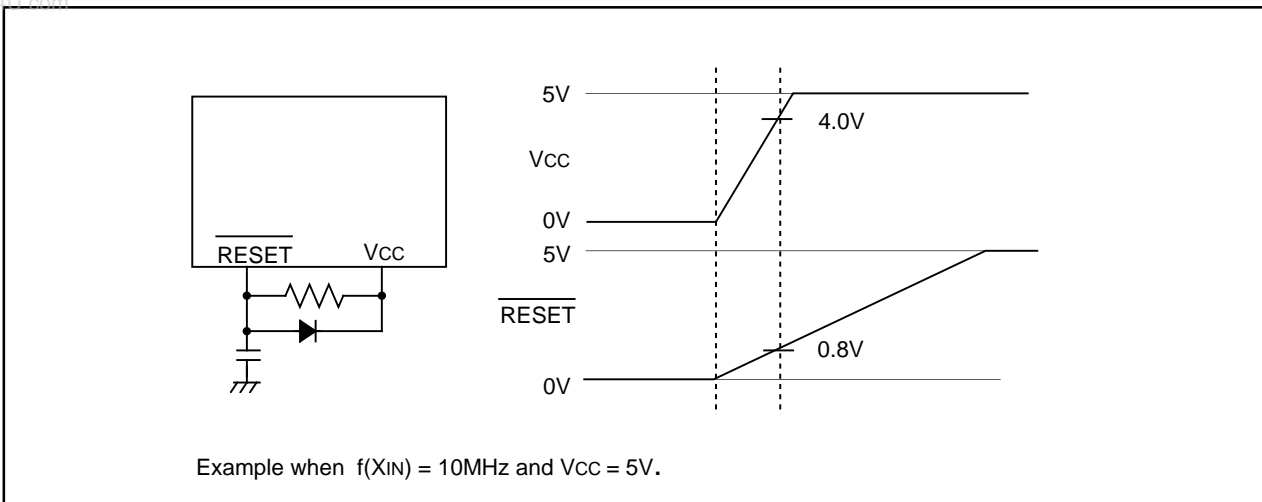 5V
4.0V
VCC
0V
RESET VCC
5V
RESET
0.8V
0V
Example when f(XIN) = 10MHz and VCC = 5V.